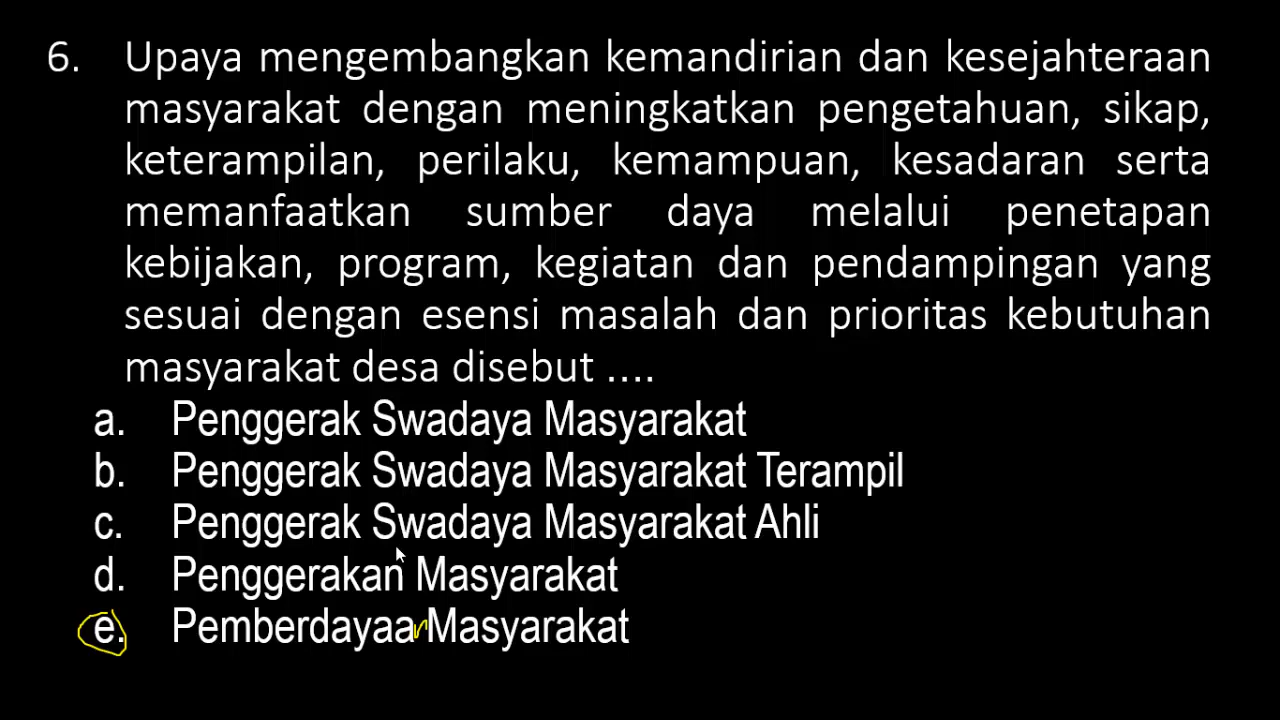 6. Upaya mengembangkan kemandirian dan kesejahteraan
masyarakat dengan meningkatkan pengetahuan, sikap,
keterampilan, perilaku, kemampuan, kesadaran serta
memanfaatkan sumber daya melalui penetapan
kebijakan, program, kegiatan dan pendampingan yang
sesuai dengan esensi masalah dan prioritas kebutuhan
masyarakat desa disebut ....
a. Penggerak Swadaya Masyarakat
b. Penggerak Swadaya Masyarakat Terampil
c. Penggerak Swadaya Masyarakat Ahli
d. Penggerakan Masyarakat
e. Pemberdayaan Masyarakat